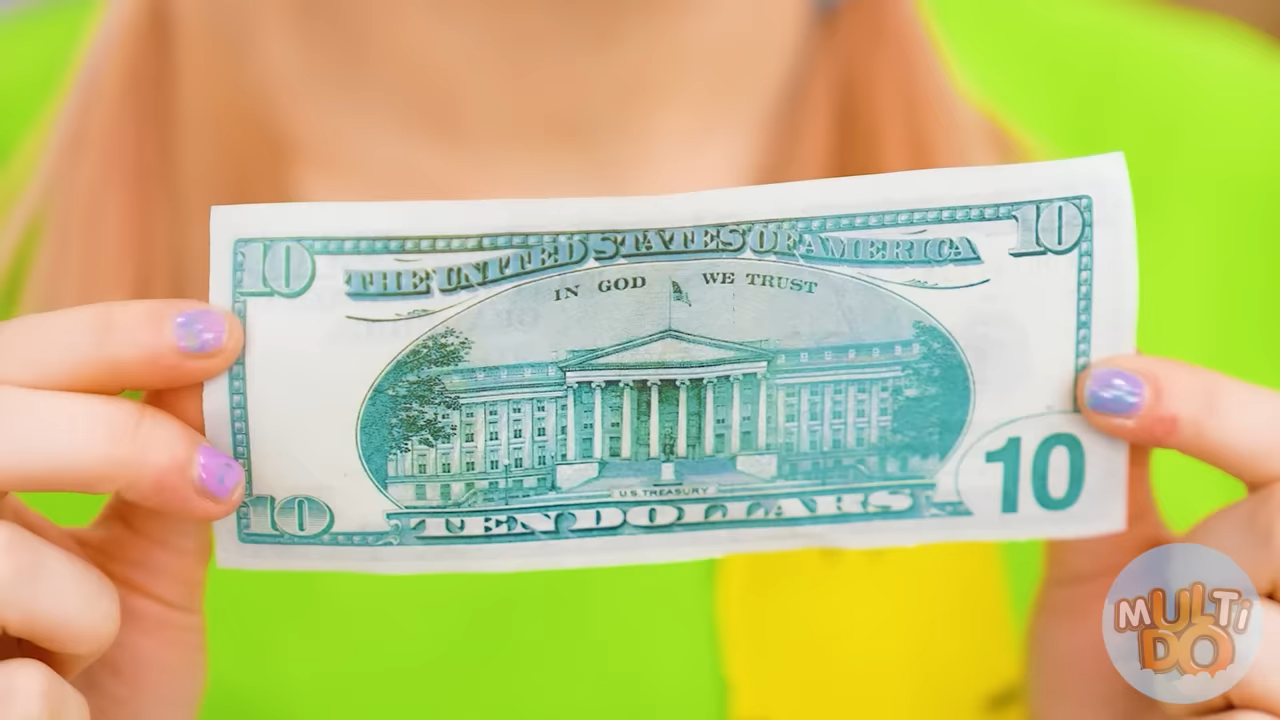 10
10
THE UNITED STATES OF AMERICA
IN GOD WE TRUST
U.S. TREASURY
10
TEN DOLLARS
10
MULTI
DO